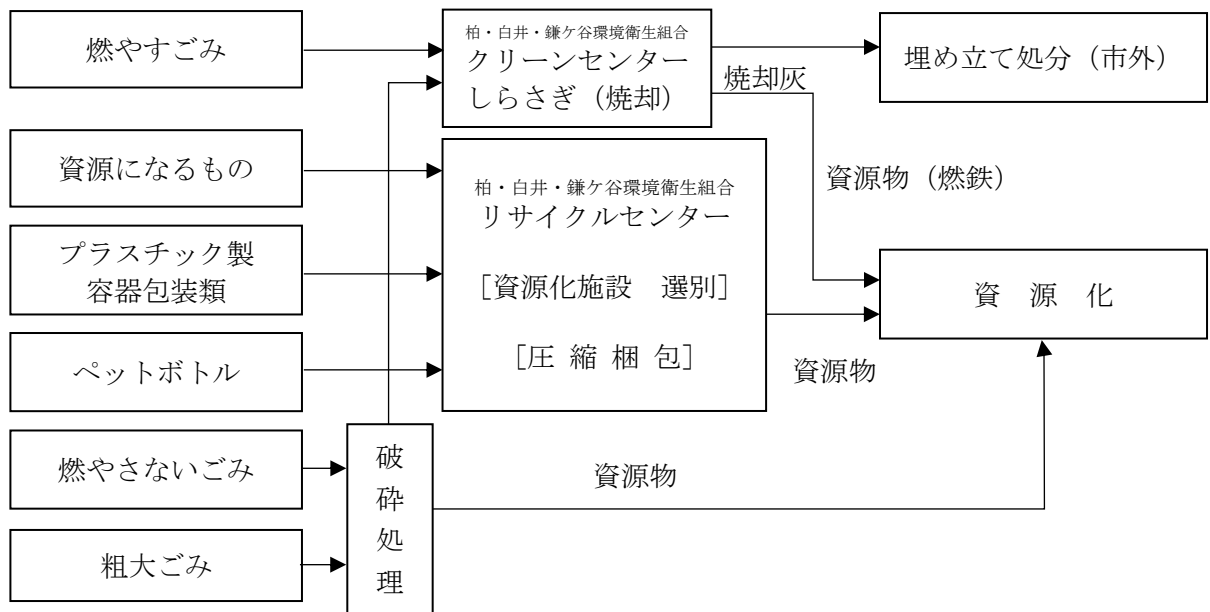 燃やすごみ
柏・白井・鎌ケ谷環境衛生組合
クリーンセンター
しらさぎ（焼却）
焼却灰
埋め立て処分（市外）
資源になるもの
柏・白井・鎌ケ谷環境衛生組合
リサイクルセンター
［資源化施設　選別］
［圧 縮 梱 包］
資源物（燃鉄）
プラスチック製
容器包装類
資　源　化
ペットボトル
資源物
燃やさないごみ
破
砕
処
理
資源物
粗大ごみ